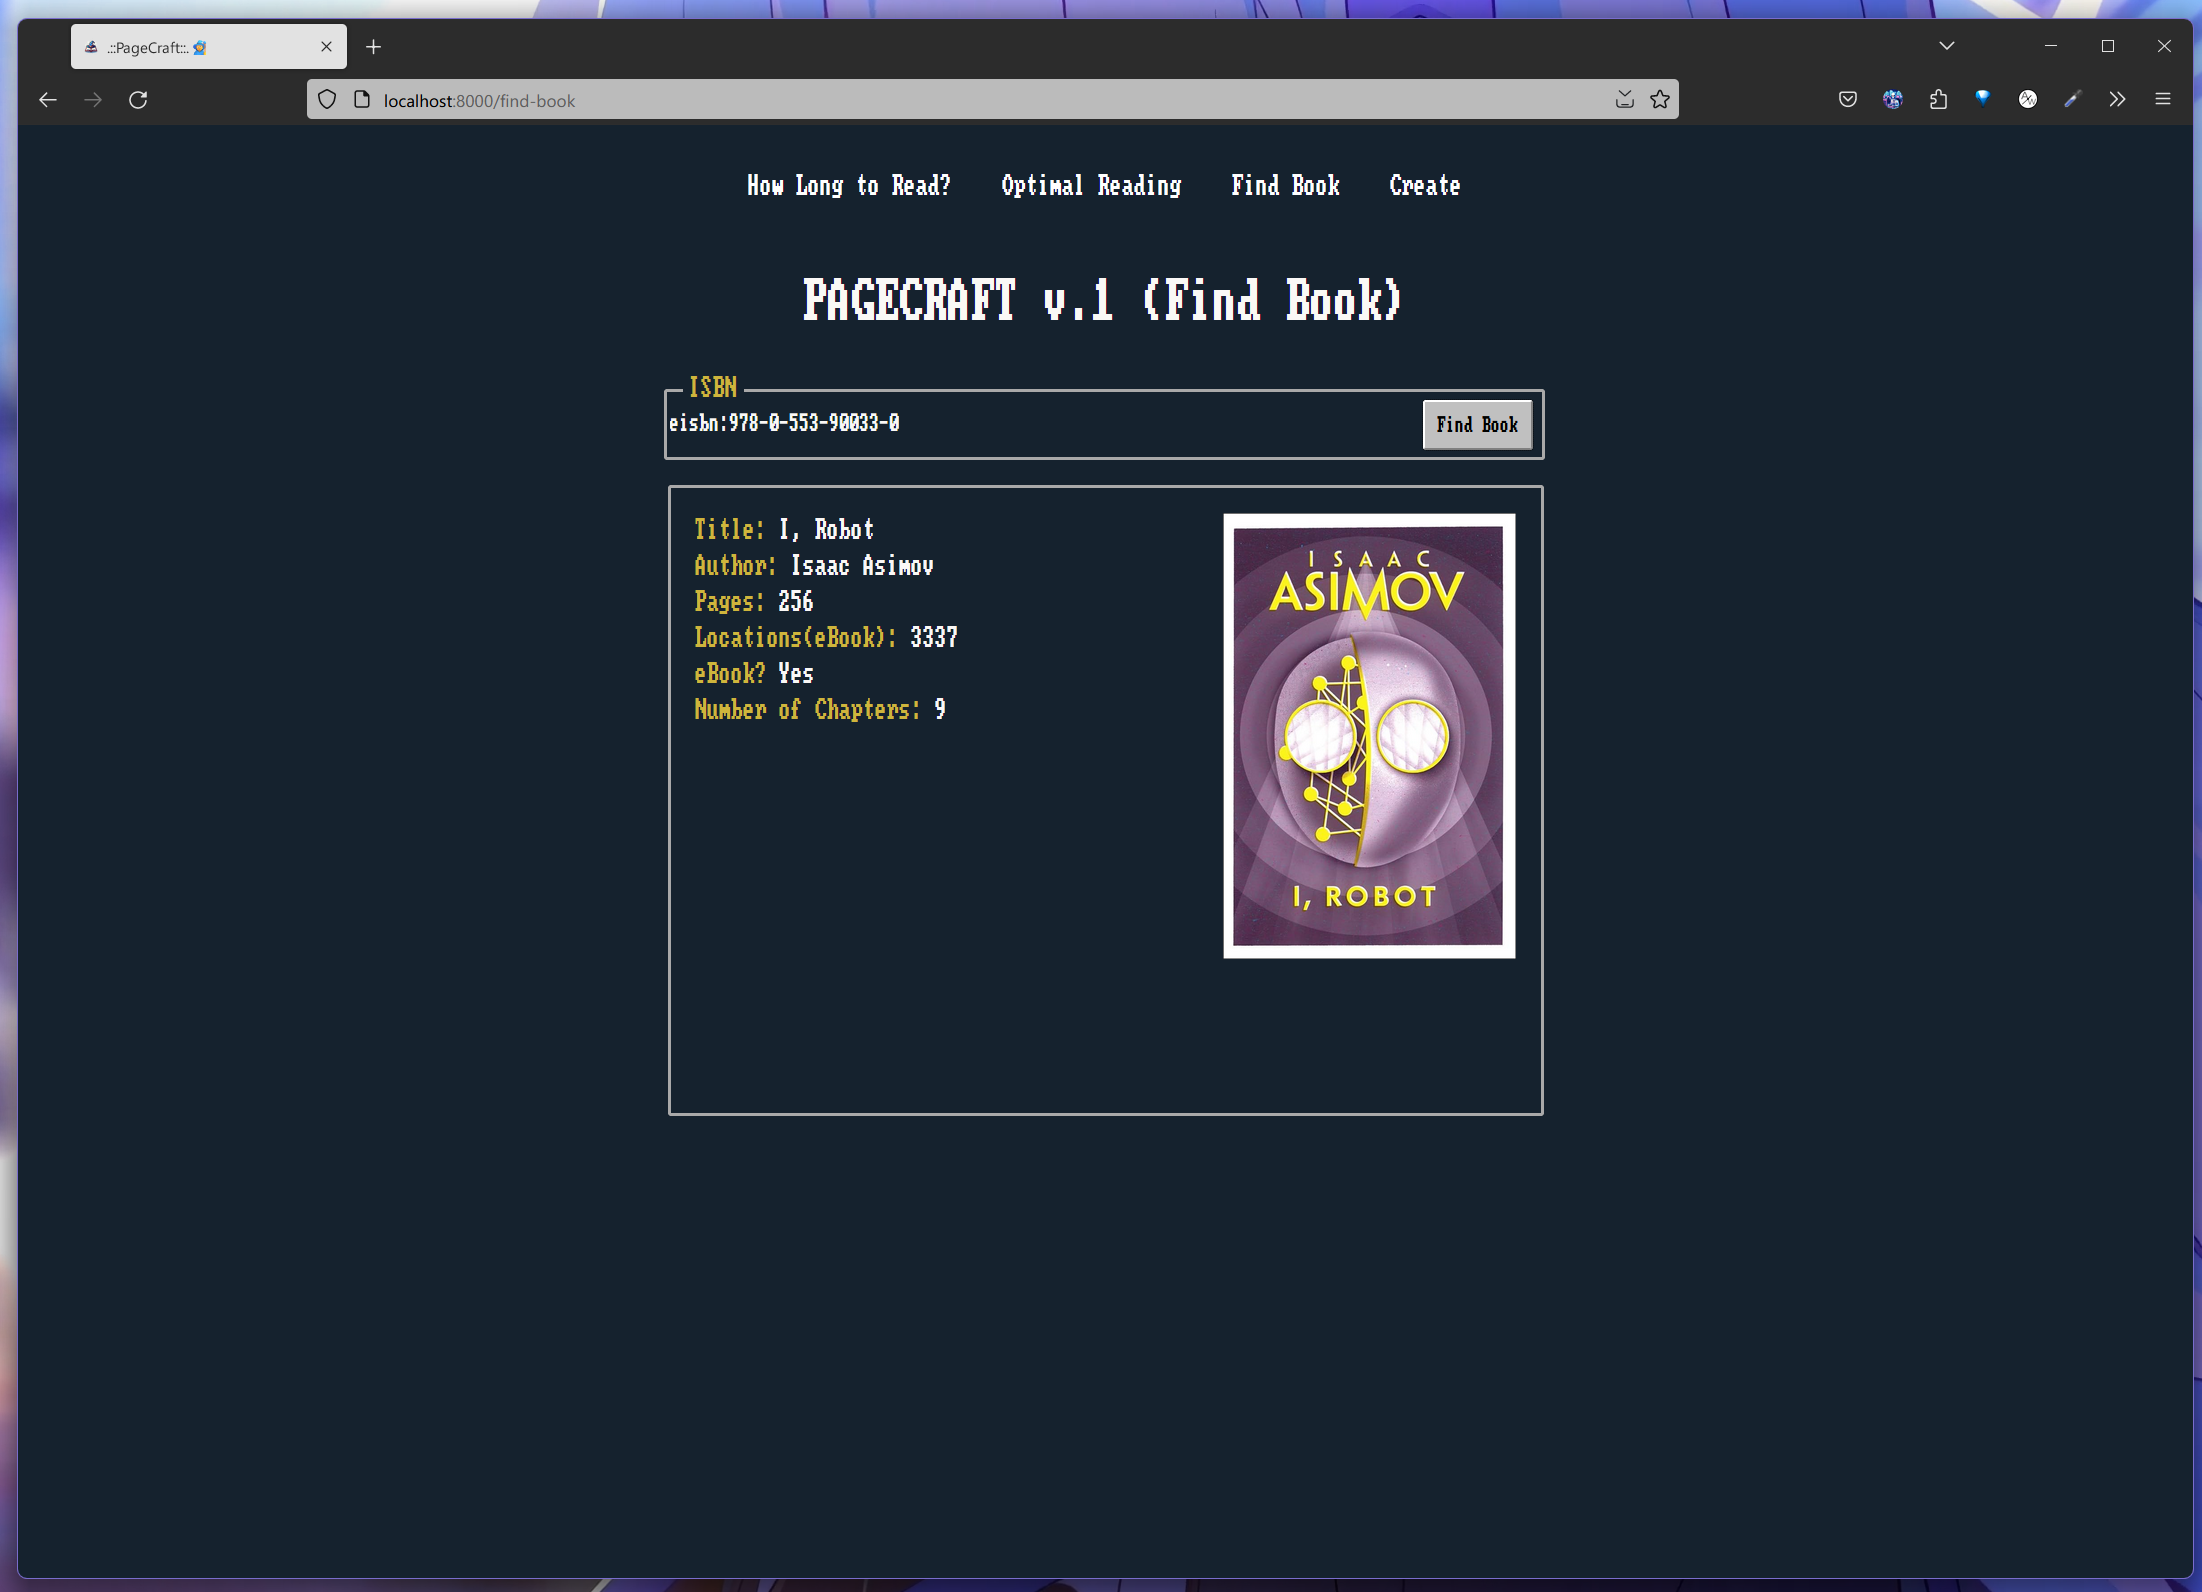 .::PageCraft::.
localhost:8000/find-book
How Long to Read? Optimal Reading Find Book Create
PAGECRAFT v.1 (Find Book)
ISBN
eisbn:978-0-553-90033-0 Find Book
Title: I, Robot
Author: Isaac Asimov
Pages: 256
Locations(eBook): 3337
eBook? Yes
Number of Chapters: 9
ISAAC
ASIMOV
I, ROBOT